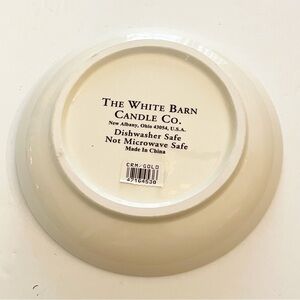 THE WHITE BARN
CANDLE CO.
New Albany, Ohio 43054, U.S.A.
Dishwasher Safe
Not Microwave Safe
Made In China
CRM/GOLD
47164530